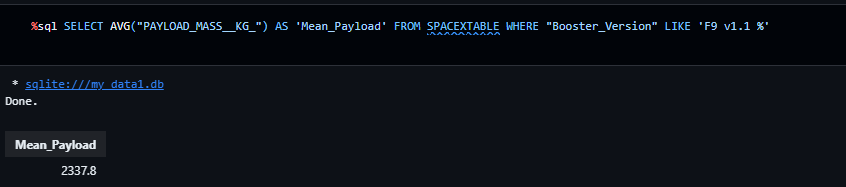 %sql SELECT AVG("PAYLOAD_MASS__KG_") AS 'Mean_Payload' FROM SPACEXTABLE WHERE "Booster_Version" LIKE 'F9 v1.1 %'
* sqlite:///my_data1.db
Done.
Mean_Payload
2337.8